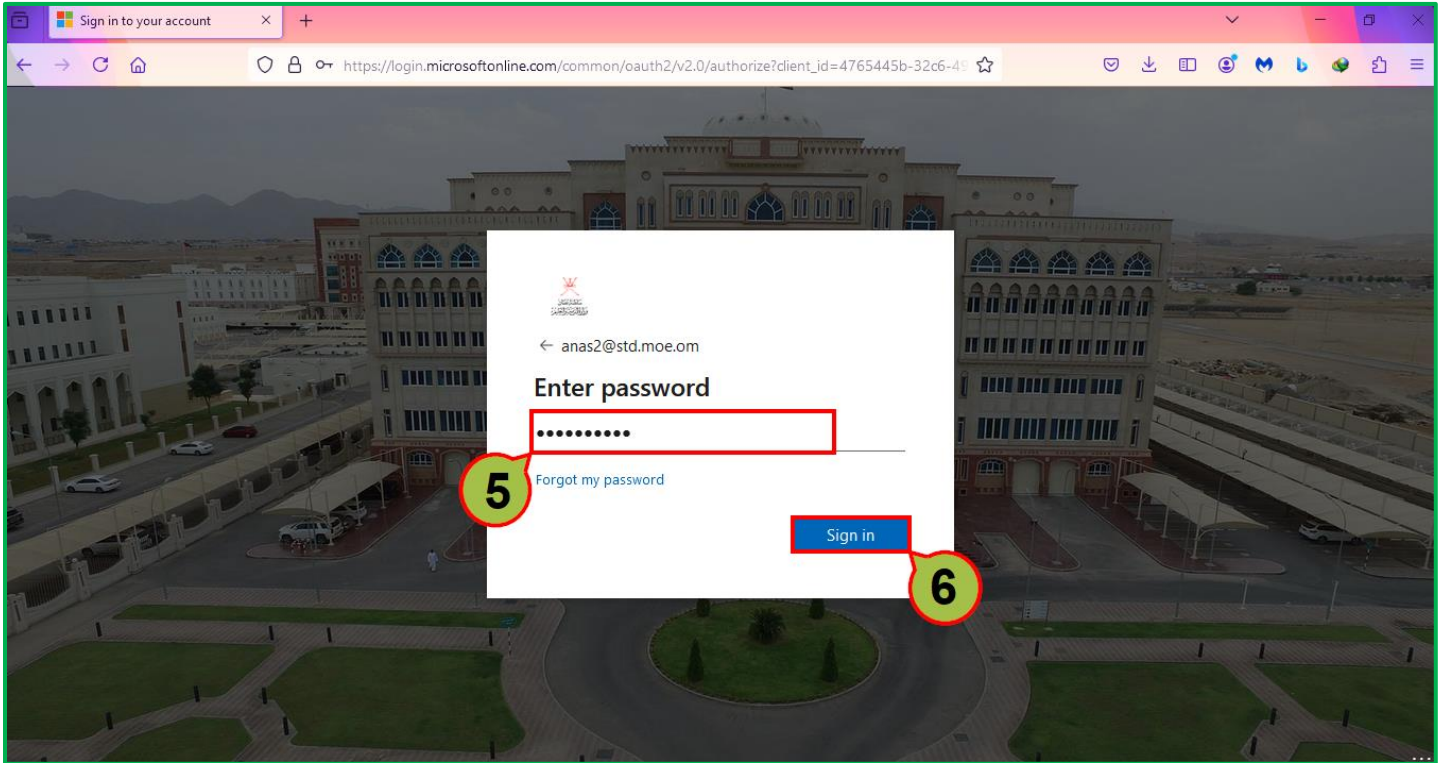 Sign in to your account
https://login.microsoftonline.com/common/oauth2/v2.0/authorize?client_id=4765445b-32c6-49
anas2@std.moe.om
Enter password
••••••••••
5
Forgot my password
Sign in
6